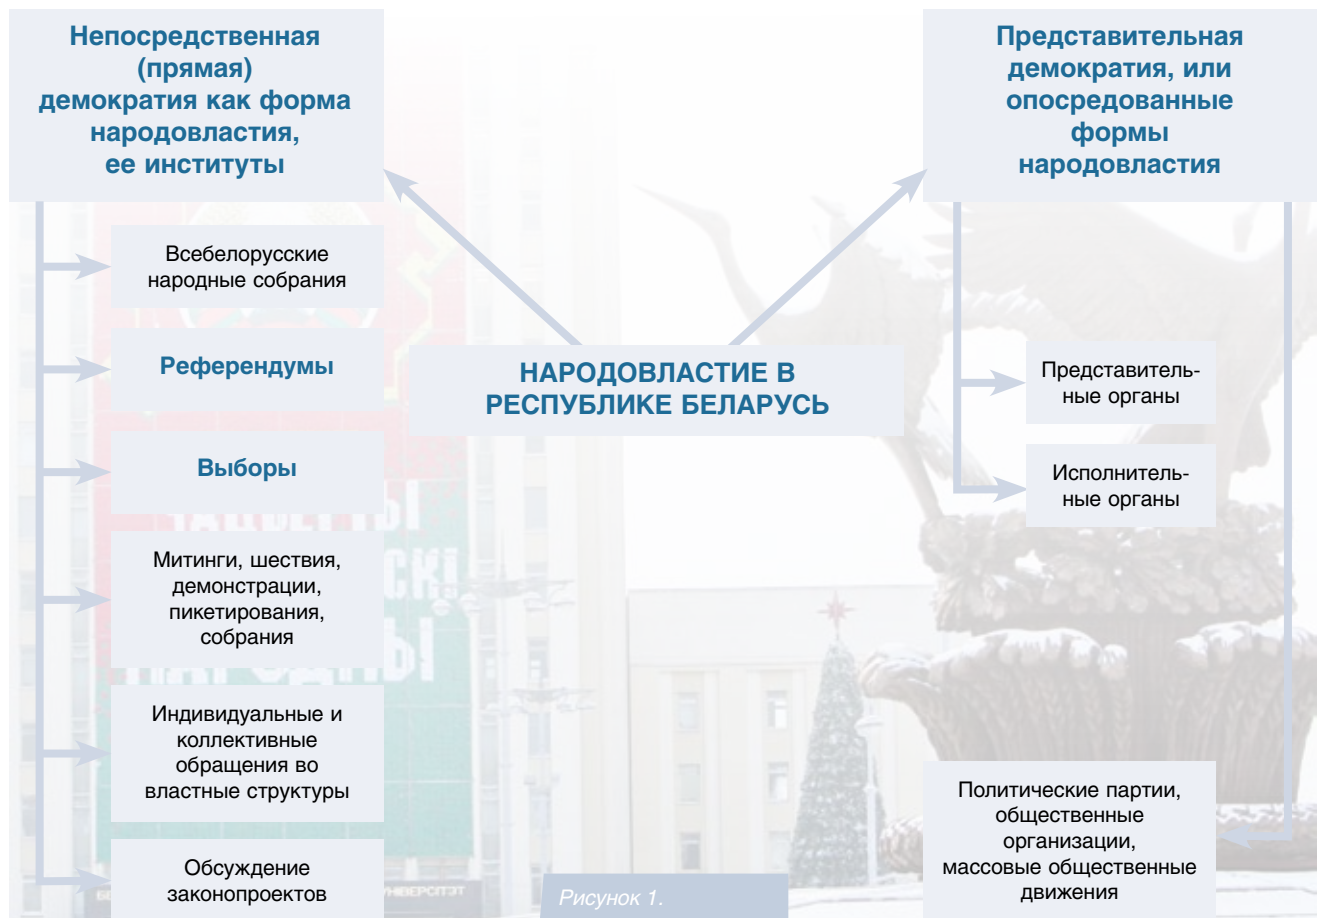 Непосредственная
(прямая)
демократия как форма
народовластия,
ее институты
Всебелорусские
народные собрания
Референдумы
Выборы
Митинги, шествия,
демонстрации,
пикетирования,
собрания
Индивидуальные и
коллективные
обращения во
властные структуры
Обсуждение
законопроектов
НАРОДОВЛАСТИЕ В
РЕСПУБЛИКЕ БЕЛАРУСЬ
Представительная
демократия, или
опосредованные
формы
народовластия
Представитель-
ные органы
Исполнитель-
ные органы
Политические партии,
общественные
организации,
массовые общественные
движения
Рисунок 1.